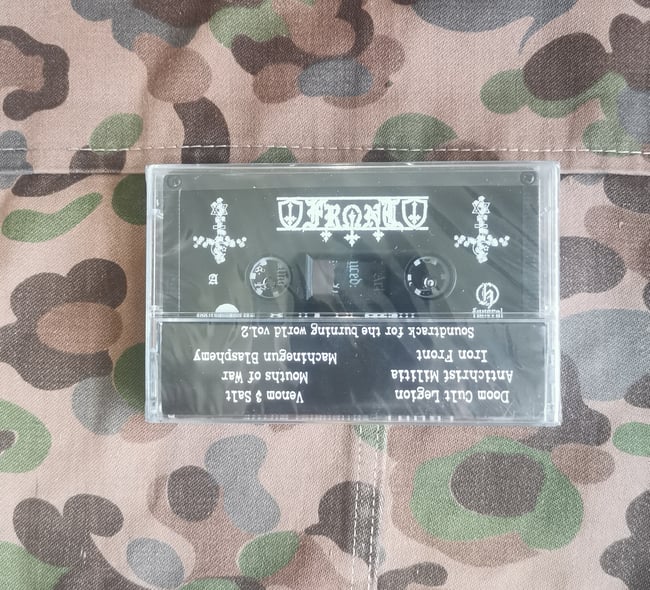 FRONT
A
funeral
Doom Cult Legion
Antichrist Militia
Iron Front
Venom & Salt
Mouths of War
Machinegun Blasphemy
Soundtrack for the burning world vol.2